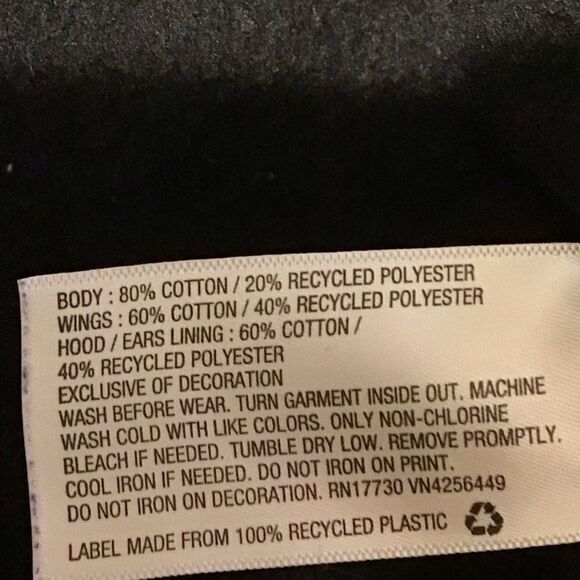 BODY : 80% COTTON / 20% RECYCLED POLYESTER
WINGS : 60% COTTON / 40% RECYCLED POLYESTER
HOOD / EARS LINING : 60% COTTON /
40% RECYCLED POLYESTER
EXCLUSIVE OF DECORATION
WASH BEFORE WEAR. TURN GARMENT INSIDE OUT. MACHINE
WASH COLD WITH LIKE COLORS. ONLY NON-CHLORINE
BLEACH IF NEEDED. TUMBLE DRY LOW. REMOVE PROMPTLY.
COOL IRON IF NEEDED. DO NOT IRON ON PRINT.
DO NOT IRON ON DECORATION. RN17730 VN4256449
LABEL MADE FROM 100% RECYCLED PLASTIC